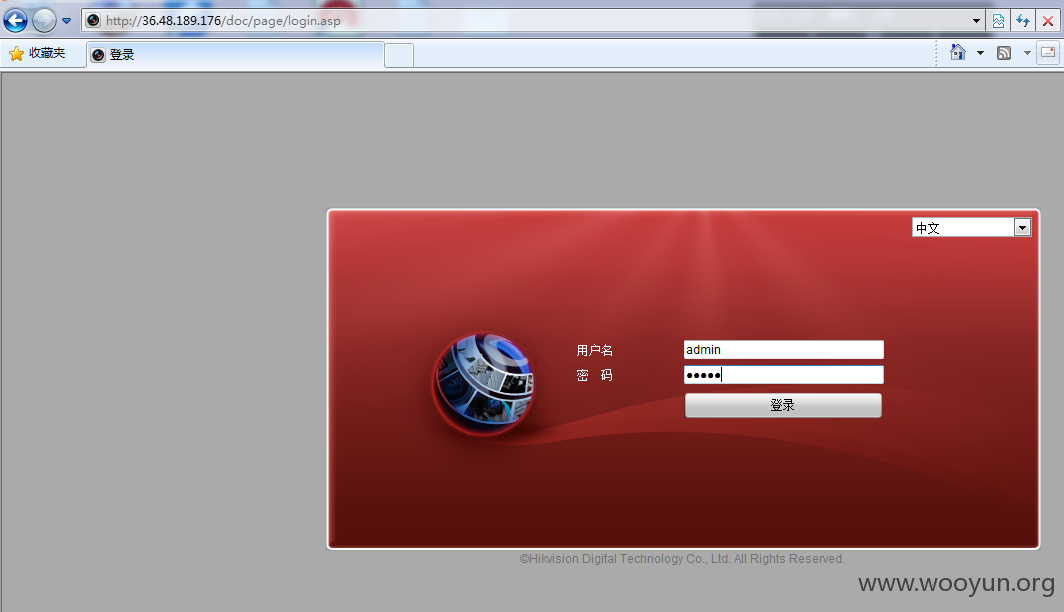 http://36.48.189.176/doc/page/login.asp
收藏夹
登录
中文
用户名
admin
密 码
●●●●●
登录
©Hikvision Digital Technology Co., Ltd. All Rights Reserved.
www.wooyun.org